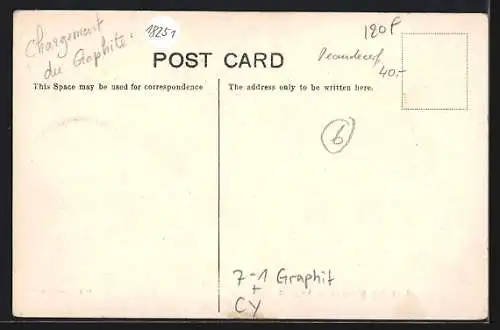 Chargement
du Graphite.
18251
120F
40.-
POST CARD
This Space may be used for correspondence
The address only to be written here.
6
7-1 Graphit
+
CY